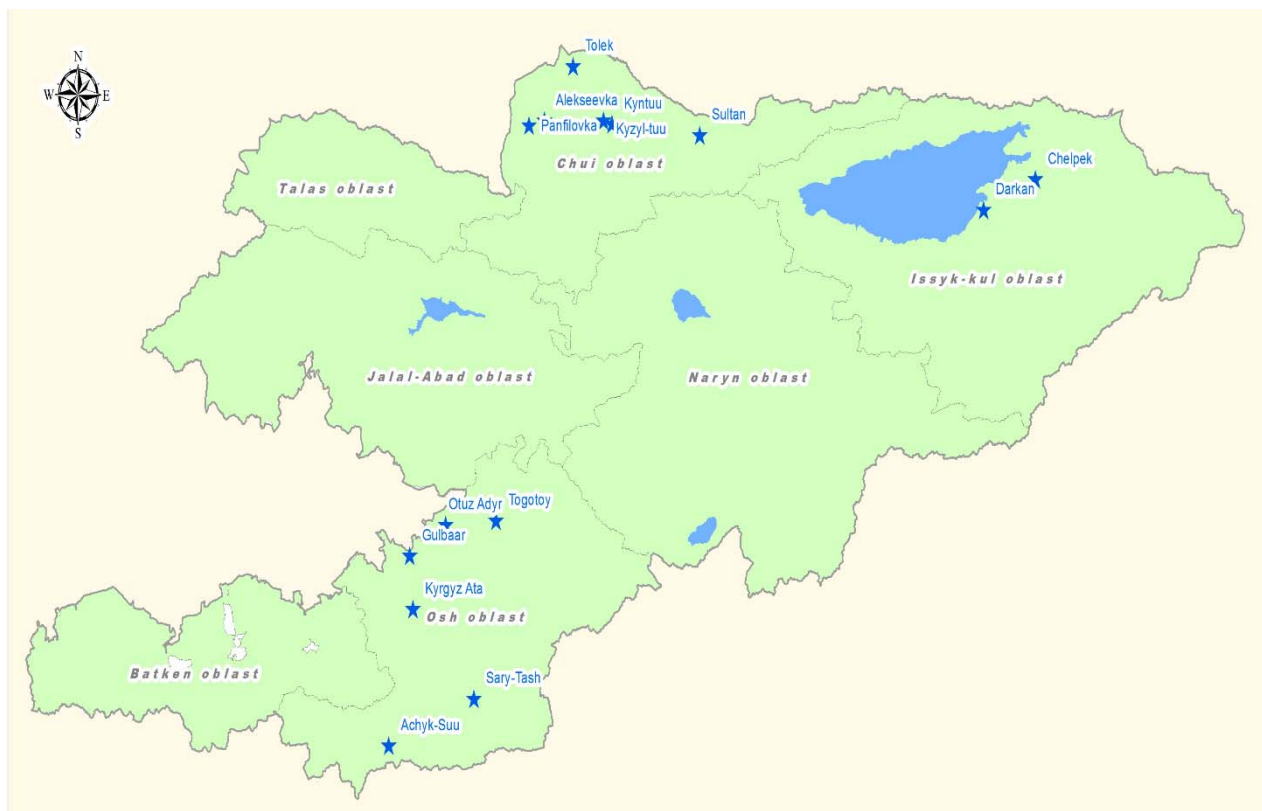 N
W E
S
Tolek
Alekseevka Kyntuu
Sultan
Panfilovka Kyzyl-tuu
Chui oblast
Chelpek
Talas oblast
Darkan
Issyk-kul oblast
Jalal-Abad oblast
Naryn oblast
Otuz Adyr Togotoy
Gulbaar
Kyrgyz Ata
Osh oblast
Batken oblast
Sary-Tash
Achyk-Suu